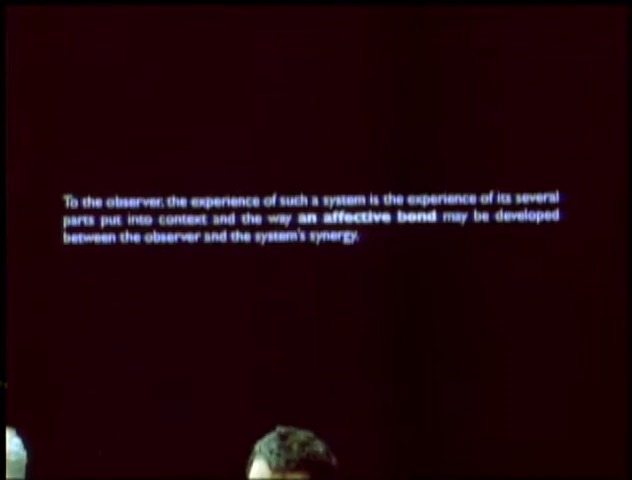 To the observer, the experience of such a system is the experience of its several
parts put into context and the way an affective bond may be developed
between the observer and the system's synergy.